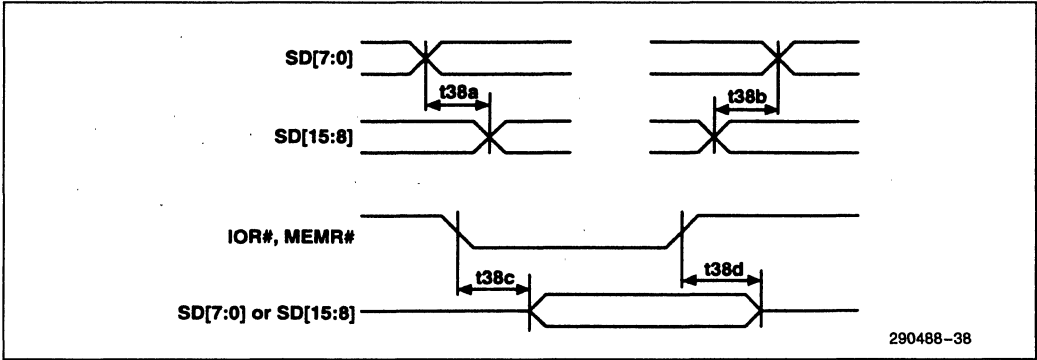 SD[7:0]
t38a
t38b
SD[15:8]
IOR#, MEMR#
t38c
t38d
SD[7:0] or SD[15:8]
290488-38